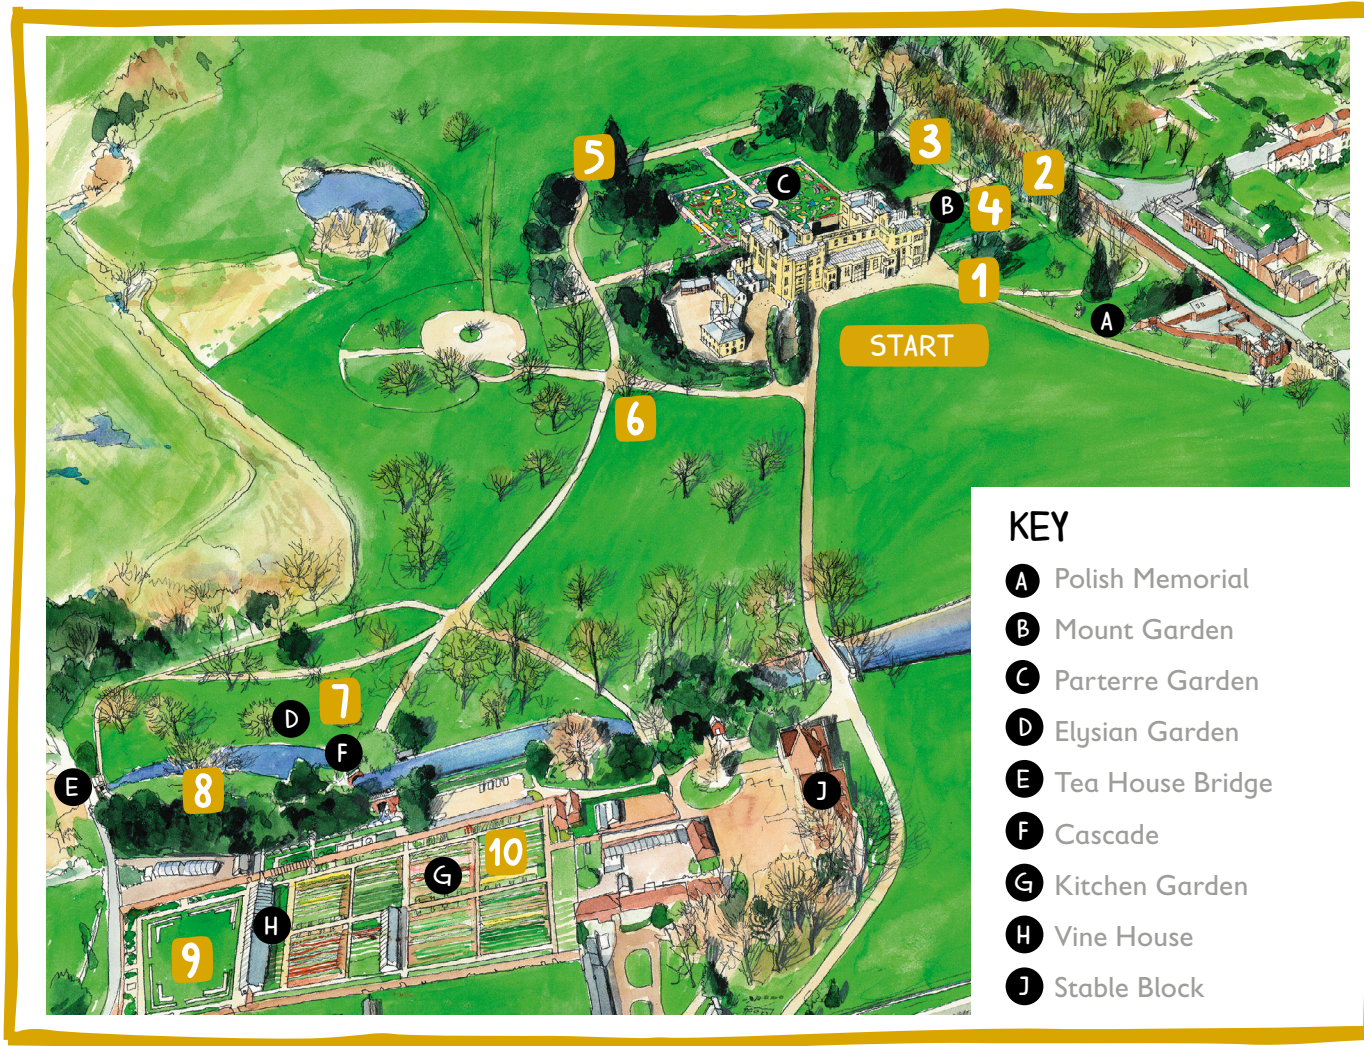 3
5
2
C
B
4
1
A
START
6
KEY
A Polish Memorial
B Mount Garden
C Parterre Garden
D Elysian Garden
E Tea House Bridge
F Cascade
G Kitchen Garden
H Vine House
J Stable Block
7
D
F
E
8
J
10
G
H
9